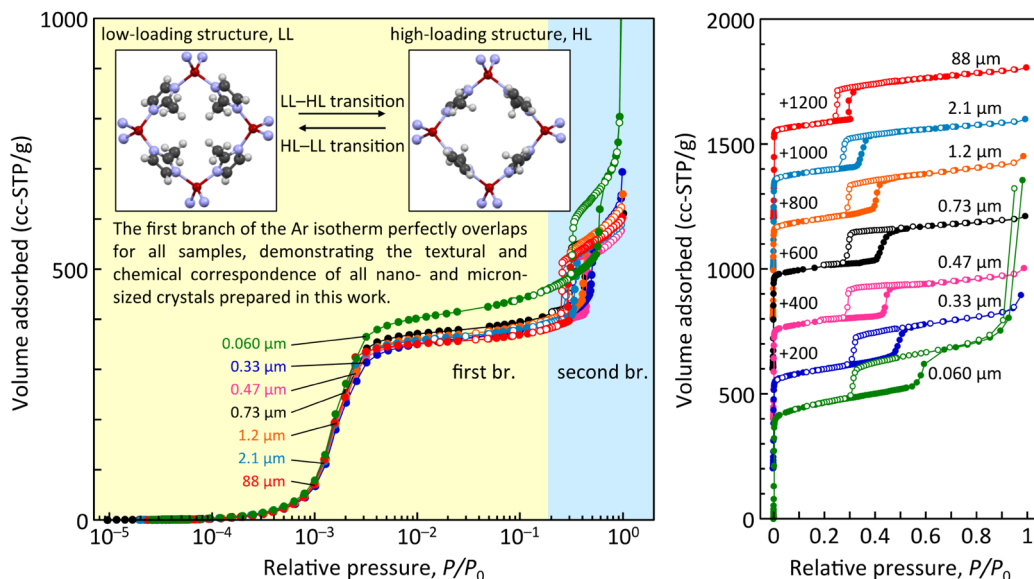 1000
500
0
Volume adsorbed (cc-STP/g)
low-loading structure, LL
high-loading structure, HL
LL–HL transition
HL–LL transition
The first branch of the Ar isotherm perfectly overlaps
for all samples, demonstrating the textural and
chemical correspondence of all nano- and micron-
sized crystals prepared in this work.
0.060 µm
0.33 µm
0.47 µm
0.73 µm
1.2 µm
2.1 µm
88 µm
first br.
second br.
10⁻⁵
10⁻⁴
10⁻³
10⁻²
10⁻¹
10⁰
Relative pressure, P/P₀
2000
1500
1000
500
0
Volume adsorbed (cc-STP/g)
88 µm
+1200
2.1 µm
+1000
1.2 µm
+800
0.73 µm
+600
0.47 µm
+400
0.33 µm
+200
0.060 µm
0
0.2
0.4
0.6
0.8
1
Relative pressure, P/P₀